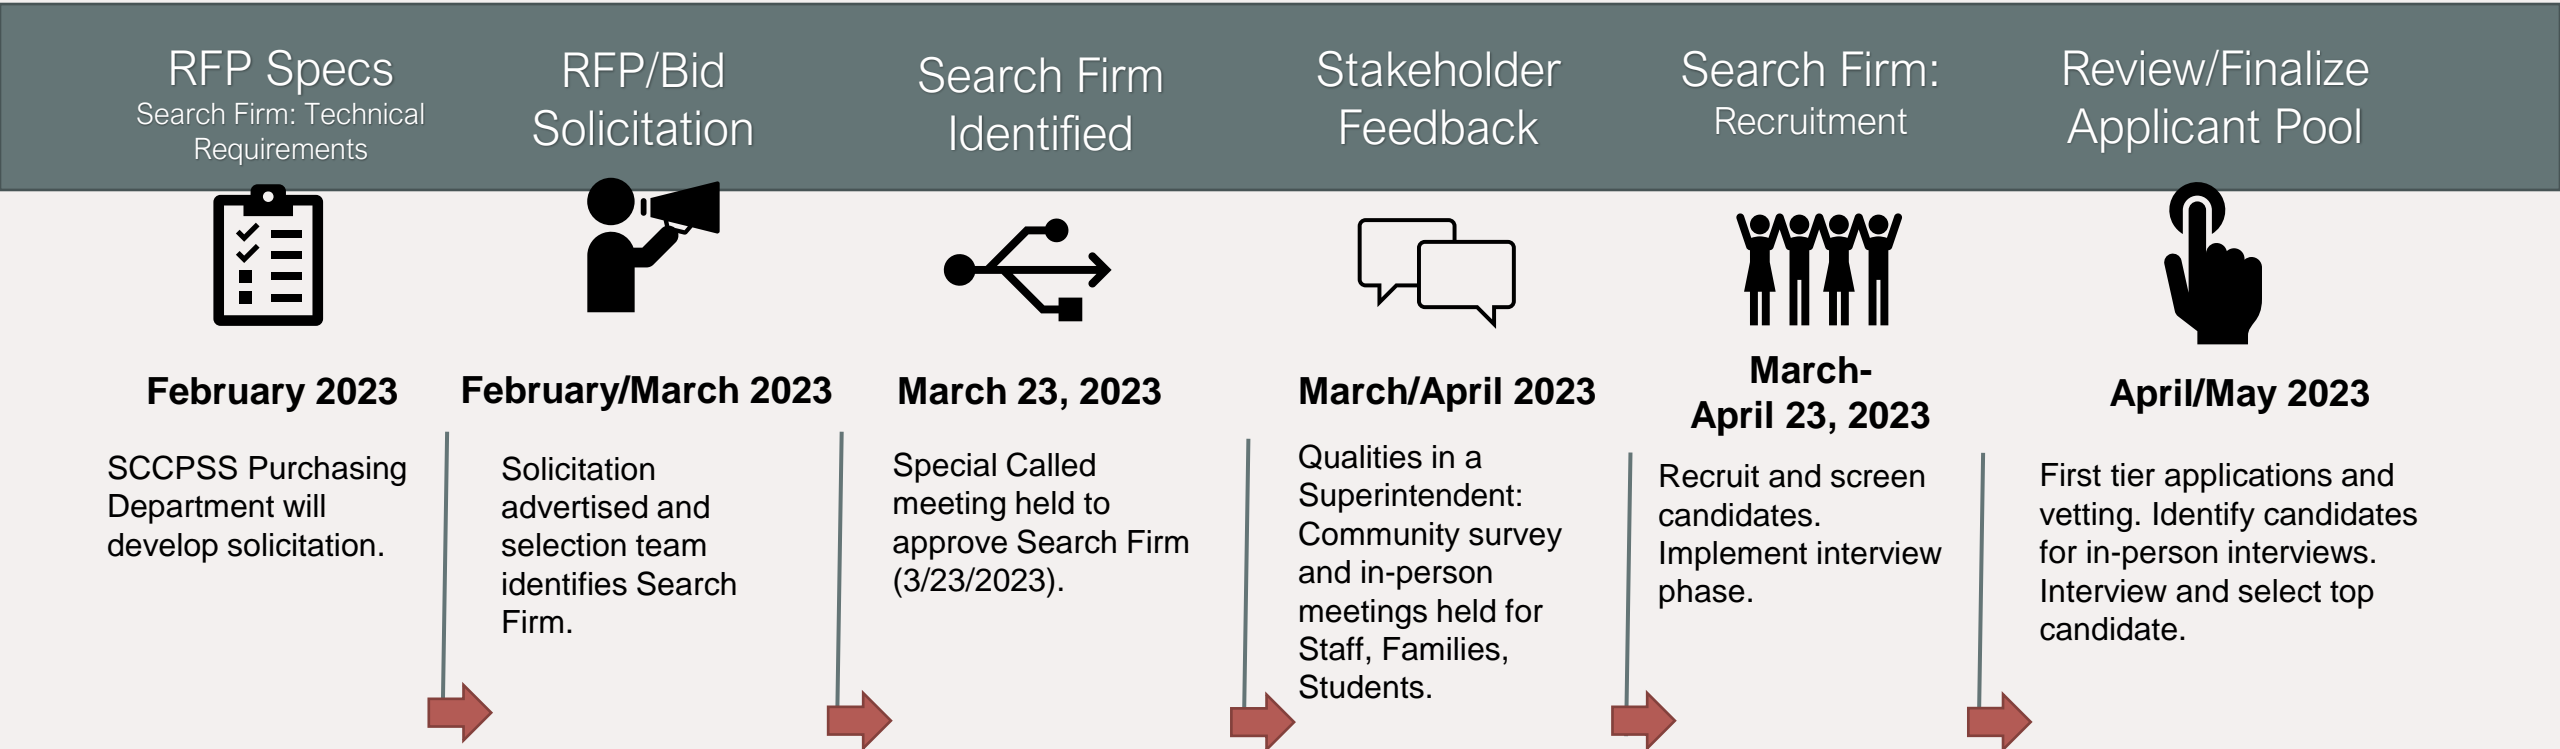 RFP Specs
Search Firm: Technical
Requirements
February 2023
SCCPSS Purchasing
Department will
develop solicitation.
RFP/Bid
Solicitation
February/March 2023
Solicitation
advertised and
selection team
identifies Search
Firm.
Search Firm
Identified
March 23, 2023
Special Called
meeting held to
approve Search Firm
(3/23/2023).
Stakeholder
Feedback
March/April 2023
Qualities in a
Superintendent:
Community survey
and in-person
meetings held for
Staff, Families,
Students.
Search Firm:
Recruitment
March-
April 23, 2023
Recruit and screen
candidates.
Implement interview
phase.
Review/Finalize
Applicant Pool
April/May 2023
First tier applications and
vetting. Identify candidates
for in-person interviews.
Interview and select top
candidate.